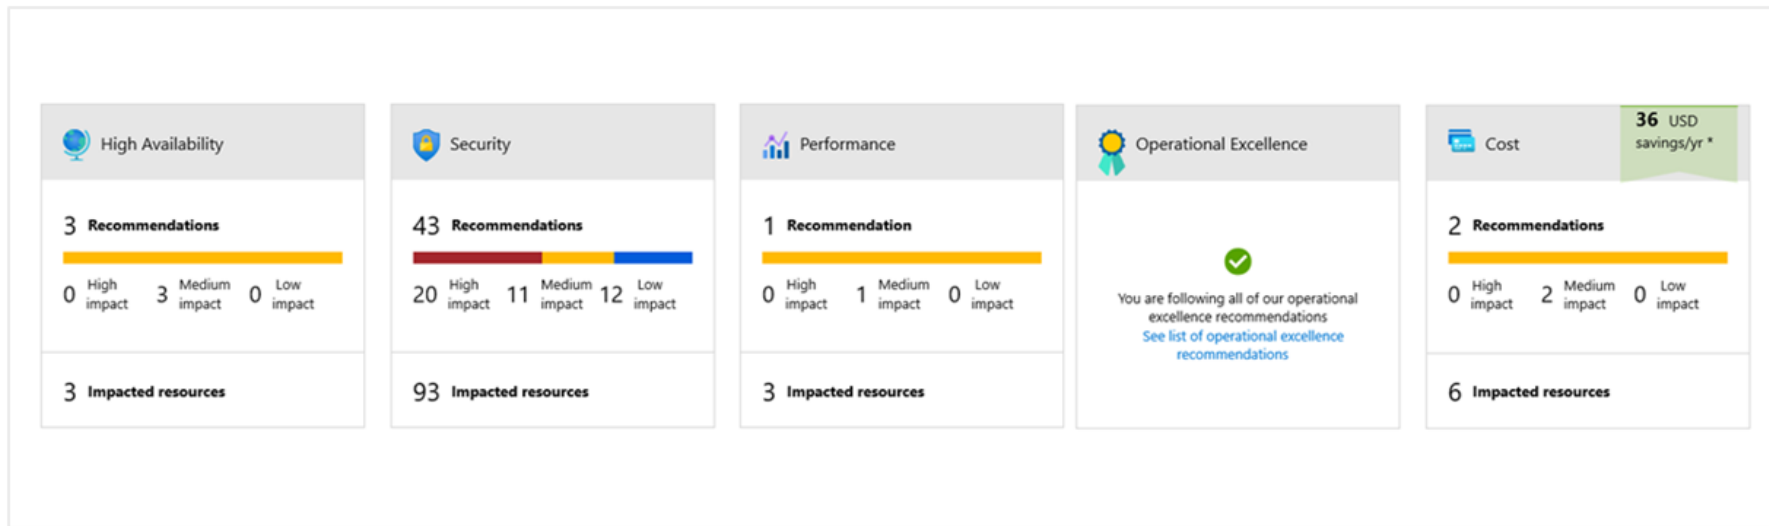 High Availability
3 Recommendations
0 High impact 3 Medium impact 0 Low impact
3 Impacted resources
Security
43 Recommendations
20 High impact 11 Medium impact 12 Low impact
93 Impacted resources
Performance
1 Recommendation
0 High impact 1 Medium impact 0 Low impact
3 Impacted resources
Operational Excellence
You are following all of our operational
excellence recommendations
See list of operational excellence
recommendations
Cost
36 USD
savings/yr *
2 Recommendations
0 High impact 2 Medium impact 0 Low impact
6 Impacted resources